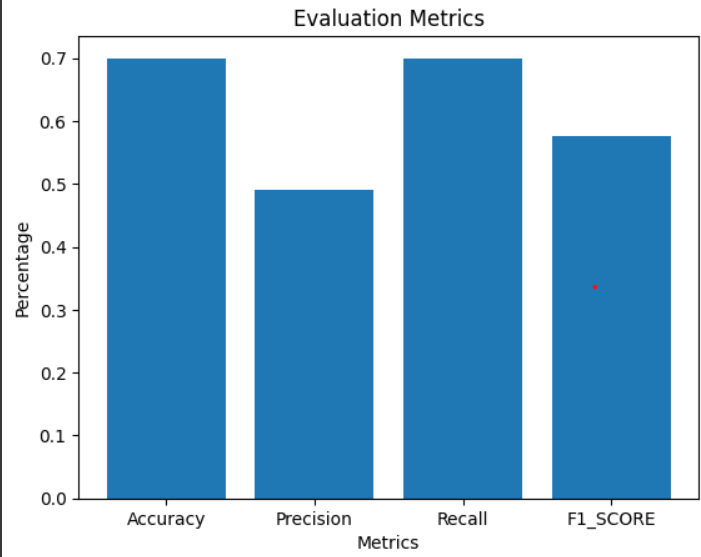 Evaluation Metrics
0.7
0.6
0.5
0.4
0.3
0.2
0.1
0.0
Percentage
Accuracy Precision Recall F1_SCORE
Metrics